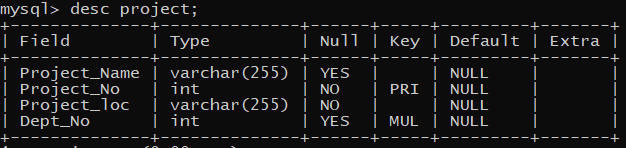 mysql> desc project;
+--------------+--------------+------+-----+---------+-------+
| Field        | Type         | Null | Key | Default | Extra |
+--------------+--------------+------+-----+---------+-------+
| Project_Name | varchar(255) | YES  |     | NULL    |       |
| Project_No   | int          | NO   | PRI | NULL    |       |
| Project_loc  | varchar(255) | NO   |     | NULL    |       |
| Dept_No      | int          | YES  | MUL | NULL    |       |
+--------------+--------------+------+-----+---------+-------+